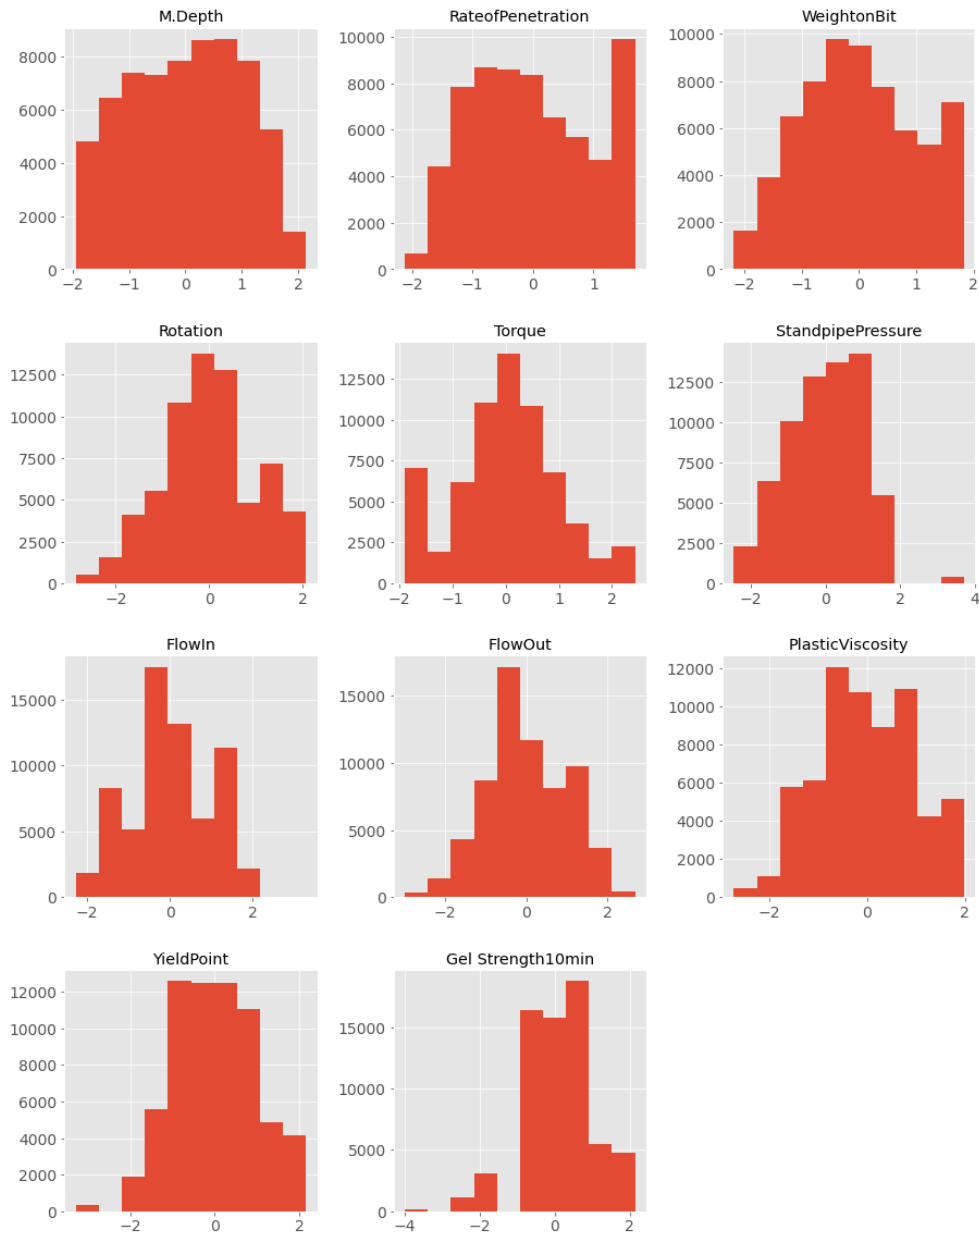 M.Depth
8000
6000
4000
2000
0
−2 −1 0 1 2
RateofPenetration
10000
8000
6000
4000
2000
0
−2 −1 0 1
WeightonBit
10000
8000
6000
4000
2000
0
−2 −1 0 1 2
Rotation
12500
10000
7500
5000
2500
0
−2 0 2
Torque
12500
10000
7500
5000
2500
0
−2 −1 0 1 2
StandpipePressure
12500
10000
7500
5000
2500
0
−2 0 2 4
FlowIn
15000
10000
5000
0
−2 0 2
FlowOut
15000
10000
5000
0
−2 0 2
PlasticViscosity
12000
10000
8000
6000
4000
2000
0
−2 0 2
YieldPoint
12000
10000
8000
6000
4000
2000
0
−2 0 2
Gel Strength10min
15000
10000
5000
0
−4 −2 0 2